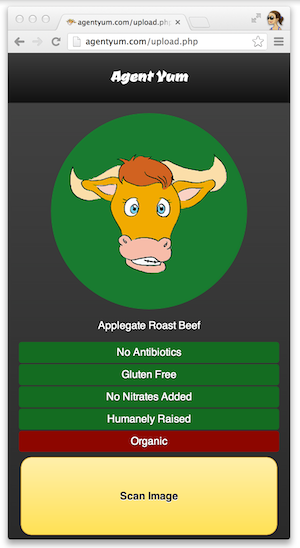 agentyum.com/upload.php
agentyum.com/upload.php
Agent Yum
Applegate Roast Beef
No Antibiotics
Gluten Free
No Nitrates Added
Humanely Raised
Organic
Scan Image